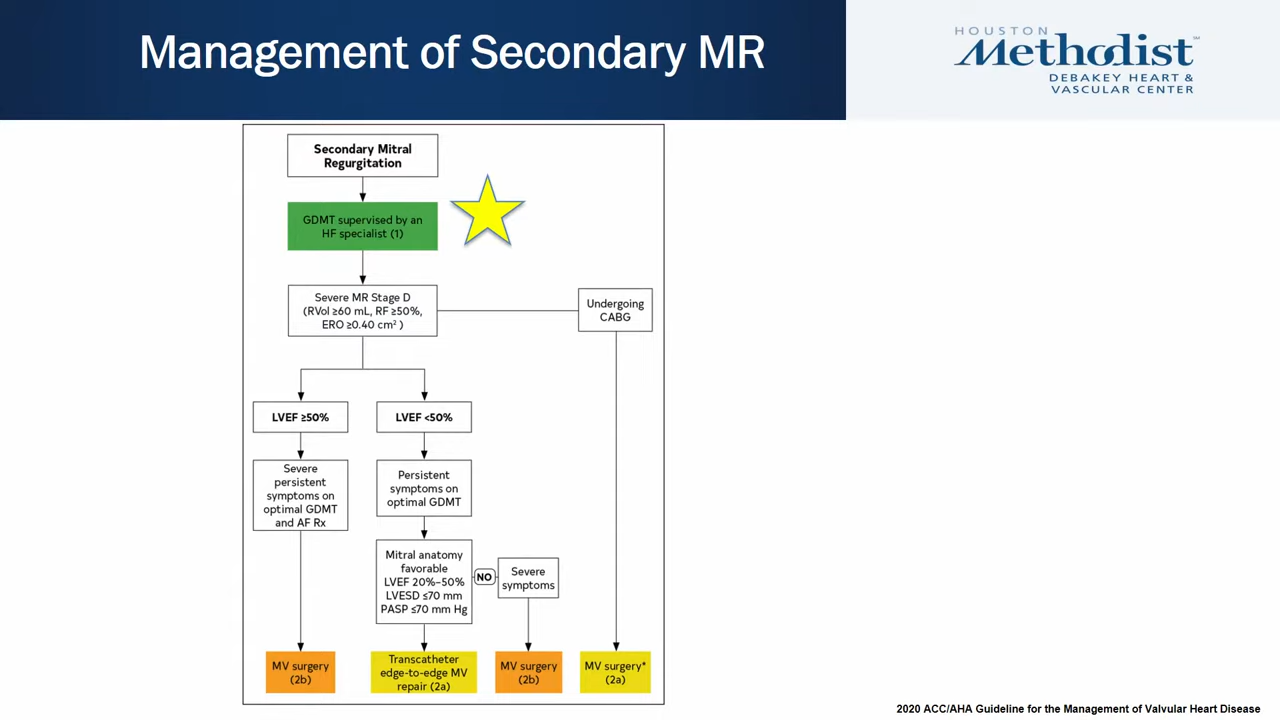 Management of Secondary MR
HOUSTON
Methodist℠
DEBAKEY HEART &
VASCULAR CENTER
Secondary Mitral
Regurgitation
GDMT supervised by an
HF specialist (1)
Severe MR Stage D
(RVol ≥60 mL, RF ≥50%,
ERO ≥0.40 cm² )
Undergoing
CABG
LVEF ≥50%
LVEF <50%
Severe
persistent
symptoms on
optimal GDMT
and AF Rx
Persistent
symptoms on
optimal GDMT
Mitral anatomy
favorable
LVEF 20%–50%
LVESD ≤70 mm
PASP ≤70 mm Hg
NO
Severe
symptoms
MV surgery
(2b)
Transcatheter
edge-to-edge MV
repair (2a)
MV surgery
(2b)
MV surgery*
(2a)
2020 ACC/AHA Guideline for the Management of Valvular Heart Disease